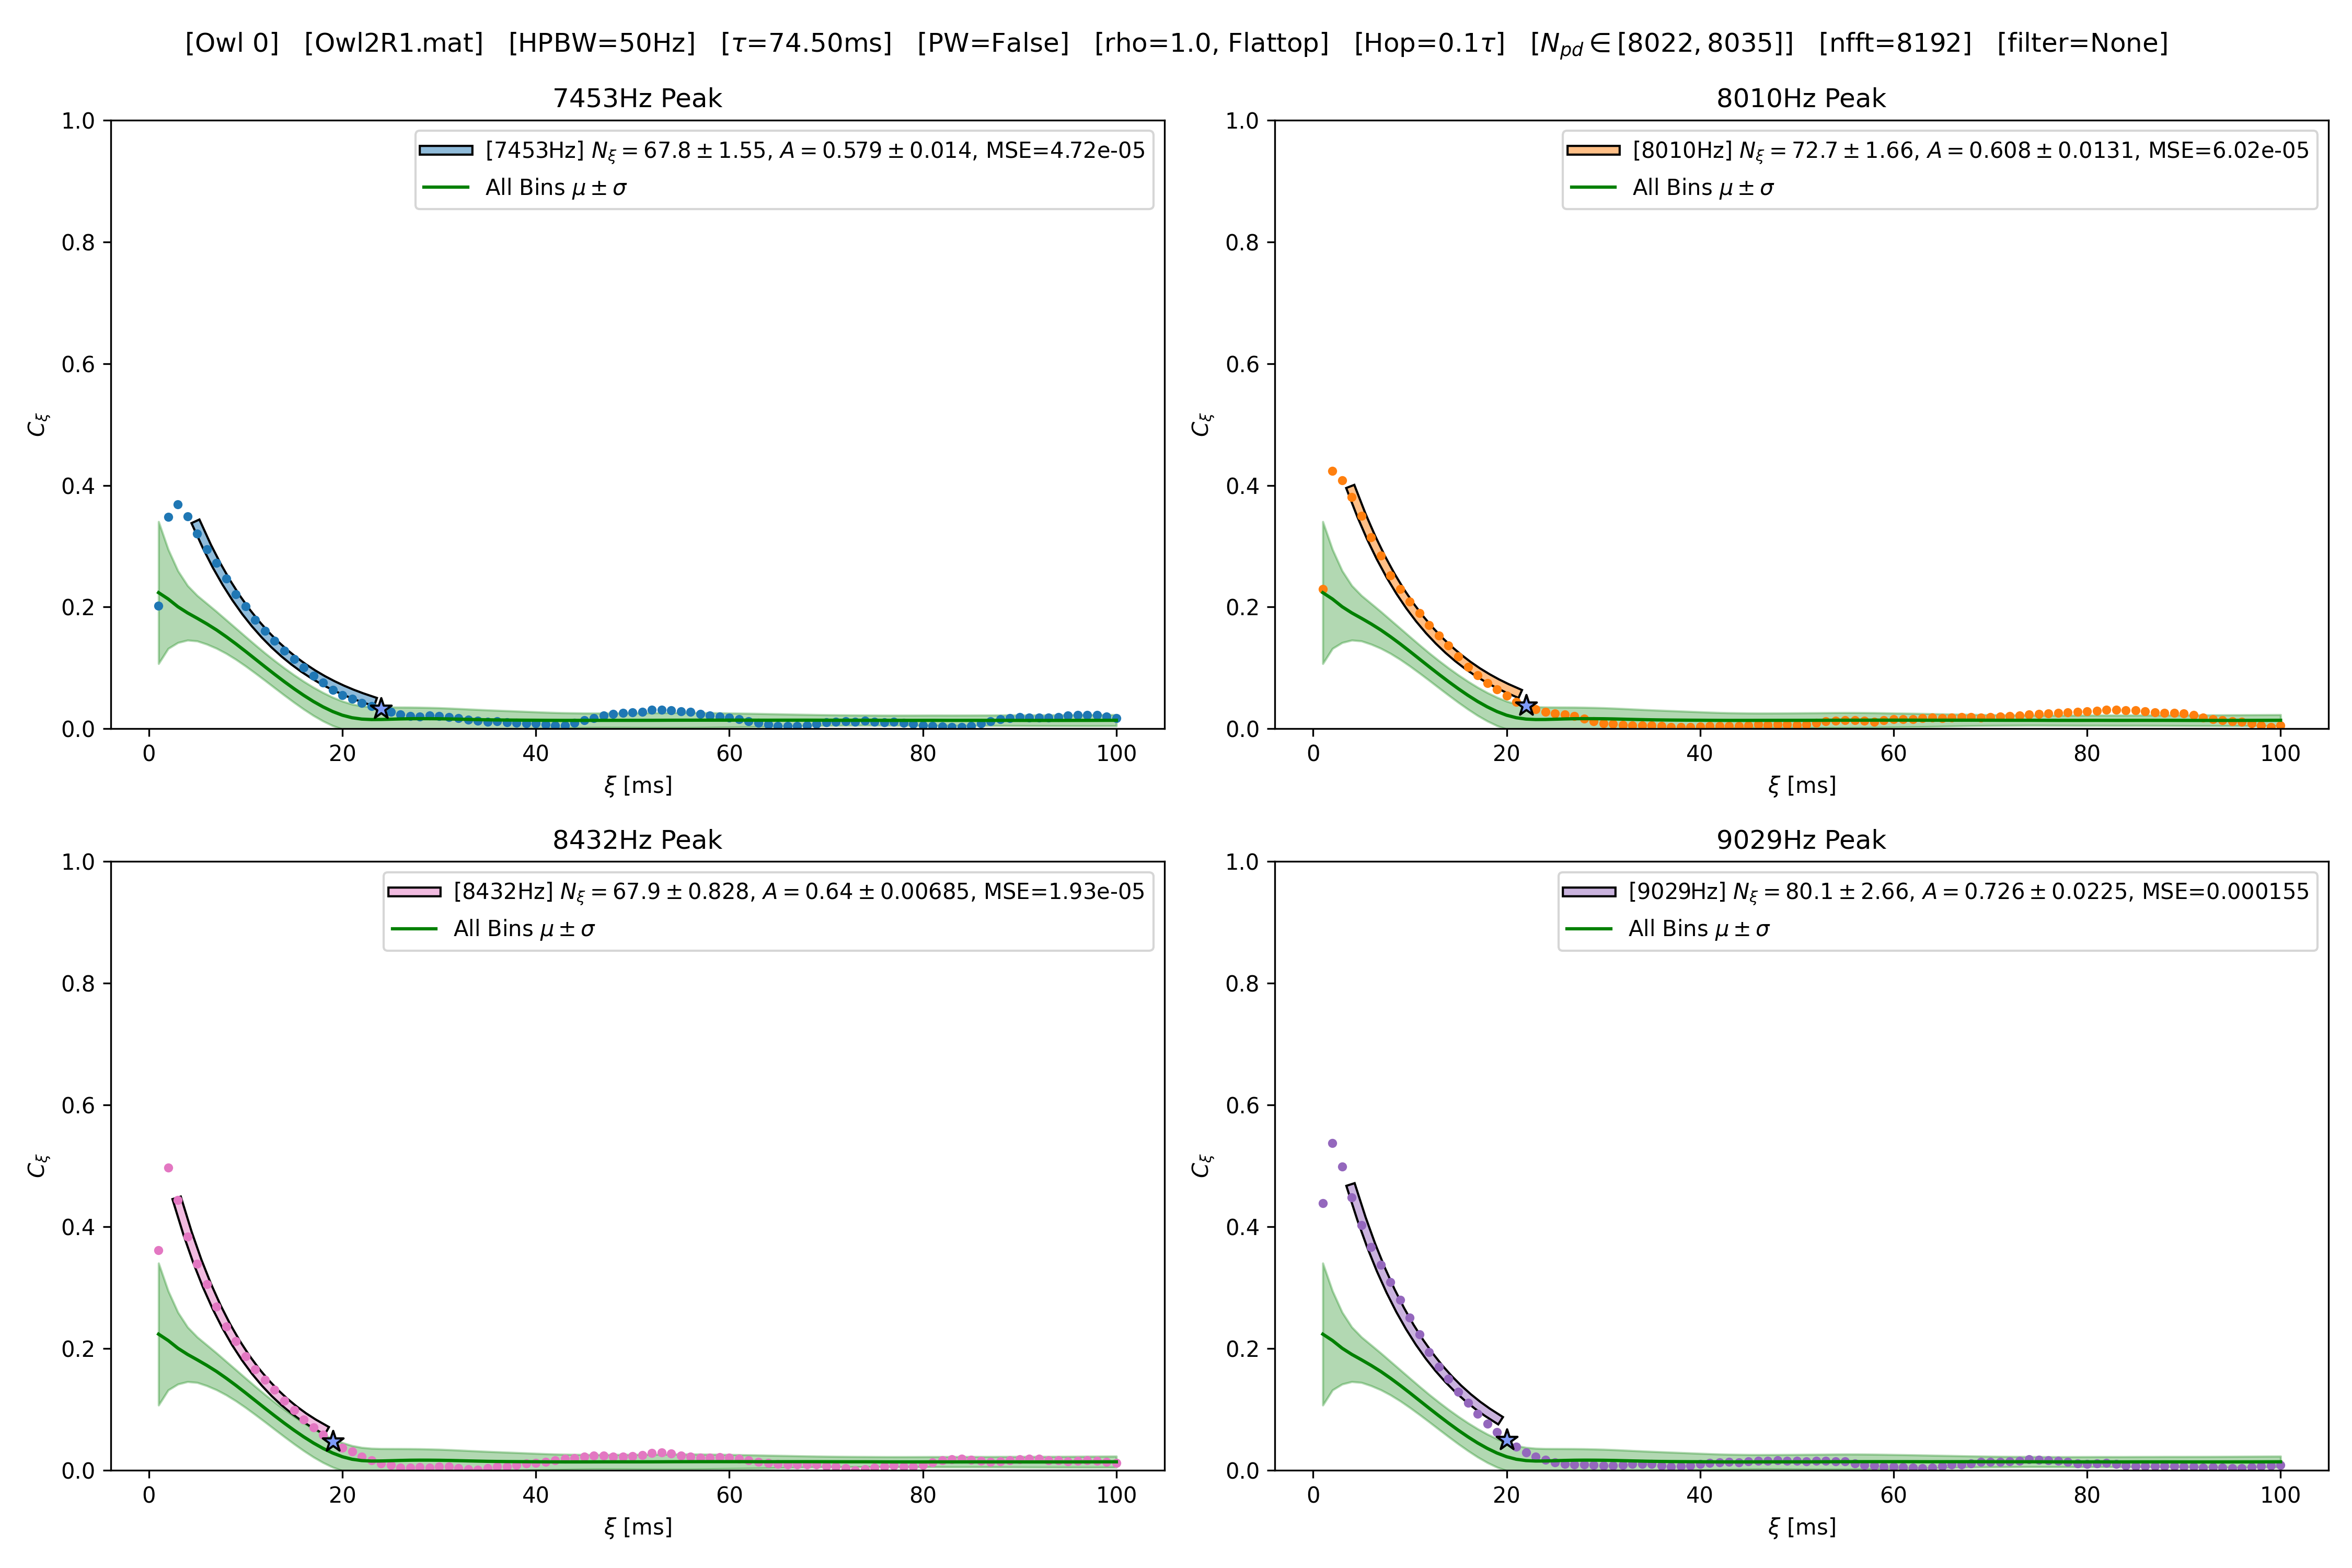 [Owl 0] [Owl2R1.mat] [HPBW=50Hz] [τ=74.50ms] [PW=False] [rho=1.0, Flattop] [Hop=0.1τ] [N_pd ∈ [8022, 8035]] [nfft=8192] [filter=None]
7453Hz Peak
[7453Hz] N_ξ = 67.8 ± 1.55, A = 0.579 ± 0.014, MSE=4.72e-05
All Bins μ ± σ
1.0
0.8
0.6
0.4
0.2
0.0
C_ξ
0 20 40 60 80 100
ξ [ms]
8010Hz Peak
[8010Hz] N_ξ = 72.7 ± 1.66, A = 0.608 ± 0.0131, MSE=6.02e-05
All Bins μ ± σ
1.0
0.8
0.6
0.4
0.2
0.0
C_ξ
0 20 40 60 80 100
ξ [ms]
8432Hz Peak
[8432Hz] N_ξ = 67.9 ± 0.828, A = 0.64 ± 0.00685, MSE=1.93e-05
All Bins μ ± σ
1.0
0.8
0.6
0.4
0.2
0.0
C_ξ
0 20 40 60 80 100
ξ [ms]
9029Hz Peak
[9029Hz] N_ξ = 80.1 ± 2.66, A = 0.726 ± 0.0225, MSE=0.000155
All Bins μ ± σ
1.0
0.8
0.6
0.4
0.2
0.0
C_ξ
0 20 40 60 80 100
ξ [ms]